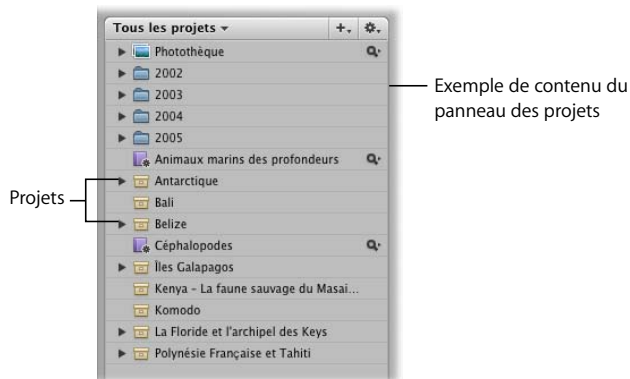 Tous les projets
Photothèque
2002
2003
2004
2005
Animaux marins des profondeurs
Antarctique
Bali
Belize
Céphalopodes
Îles Galapagos
Kenya - La faune sauvage du Masai...
Komodo
La Floride et l'archipel des Keys
Polynésie Française et Tahiti
Projets
Exemple de contenu du
panneau des projets